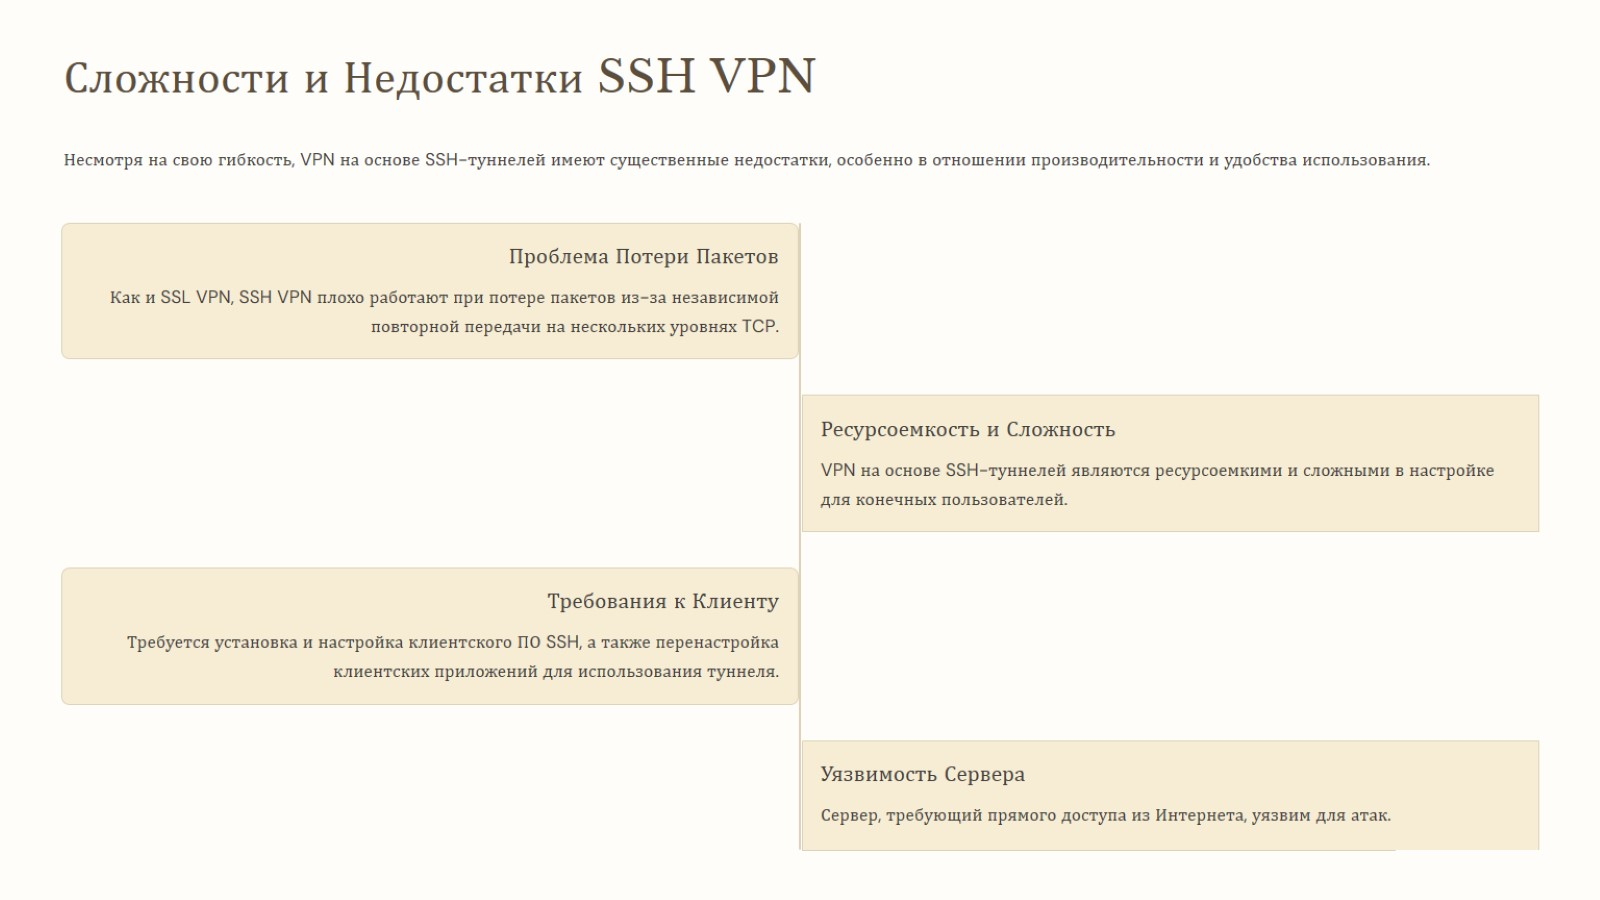 Сложности и Недостатки SSH VPN
Несмотря на свою гибкость, VPN на основе SSH-туннелей имеют существенные недостатки, особенно в отношении производительности и удобства использования.
Проблема Потери Пакетов
Как и SSL VPN, SSH VPN плохо работают при потере пакетов из-за независимой
повторной передачи на нескольких уровнях TCP.
Ресурсоемкость и Сложность
VPN на основе SSH-туннелей являются ресурсоемкими и сложными в настройке
для конечных пользователей.
Требования к Клиенту
Требуется установка и настройка клиентского ПО SSH, а также перенастройка
клиентских приложений для использования туннеля.
Уязвимость Сервера
Сервер, требующий прямого доступа из Интернета, уязвим для атак.